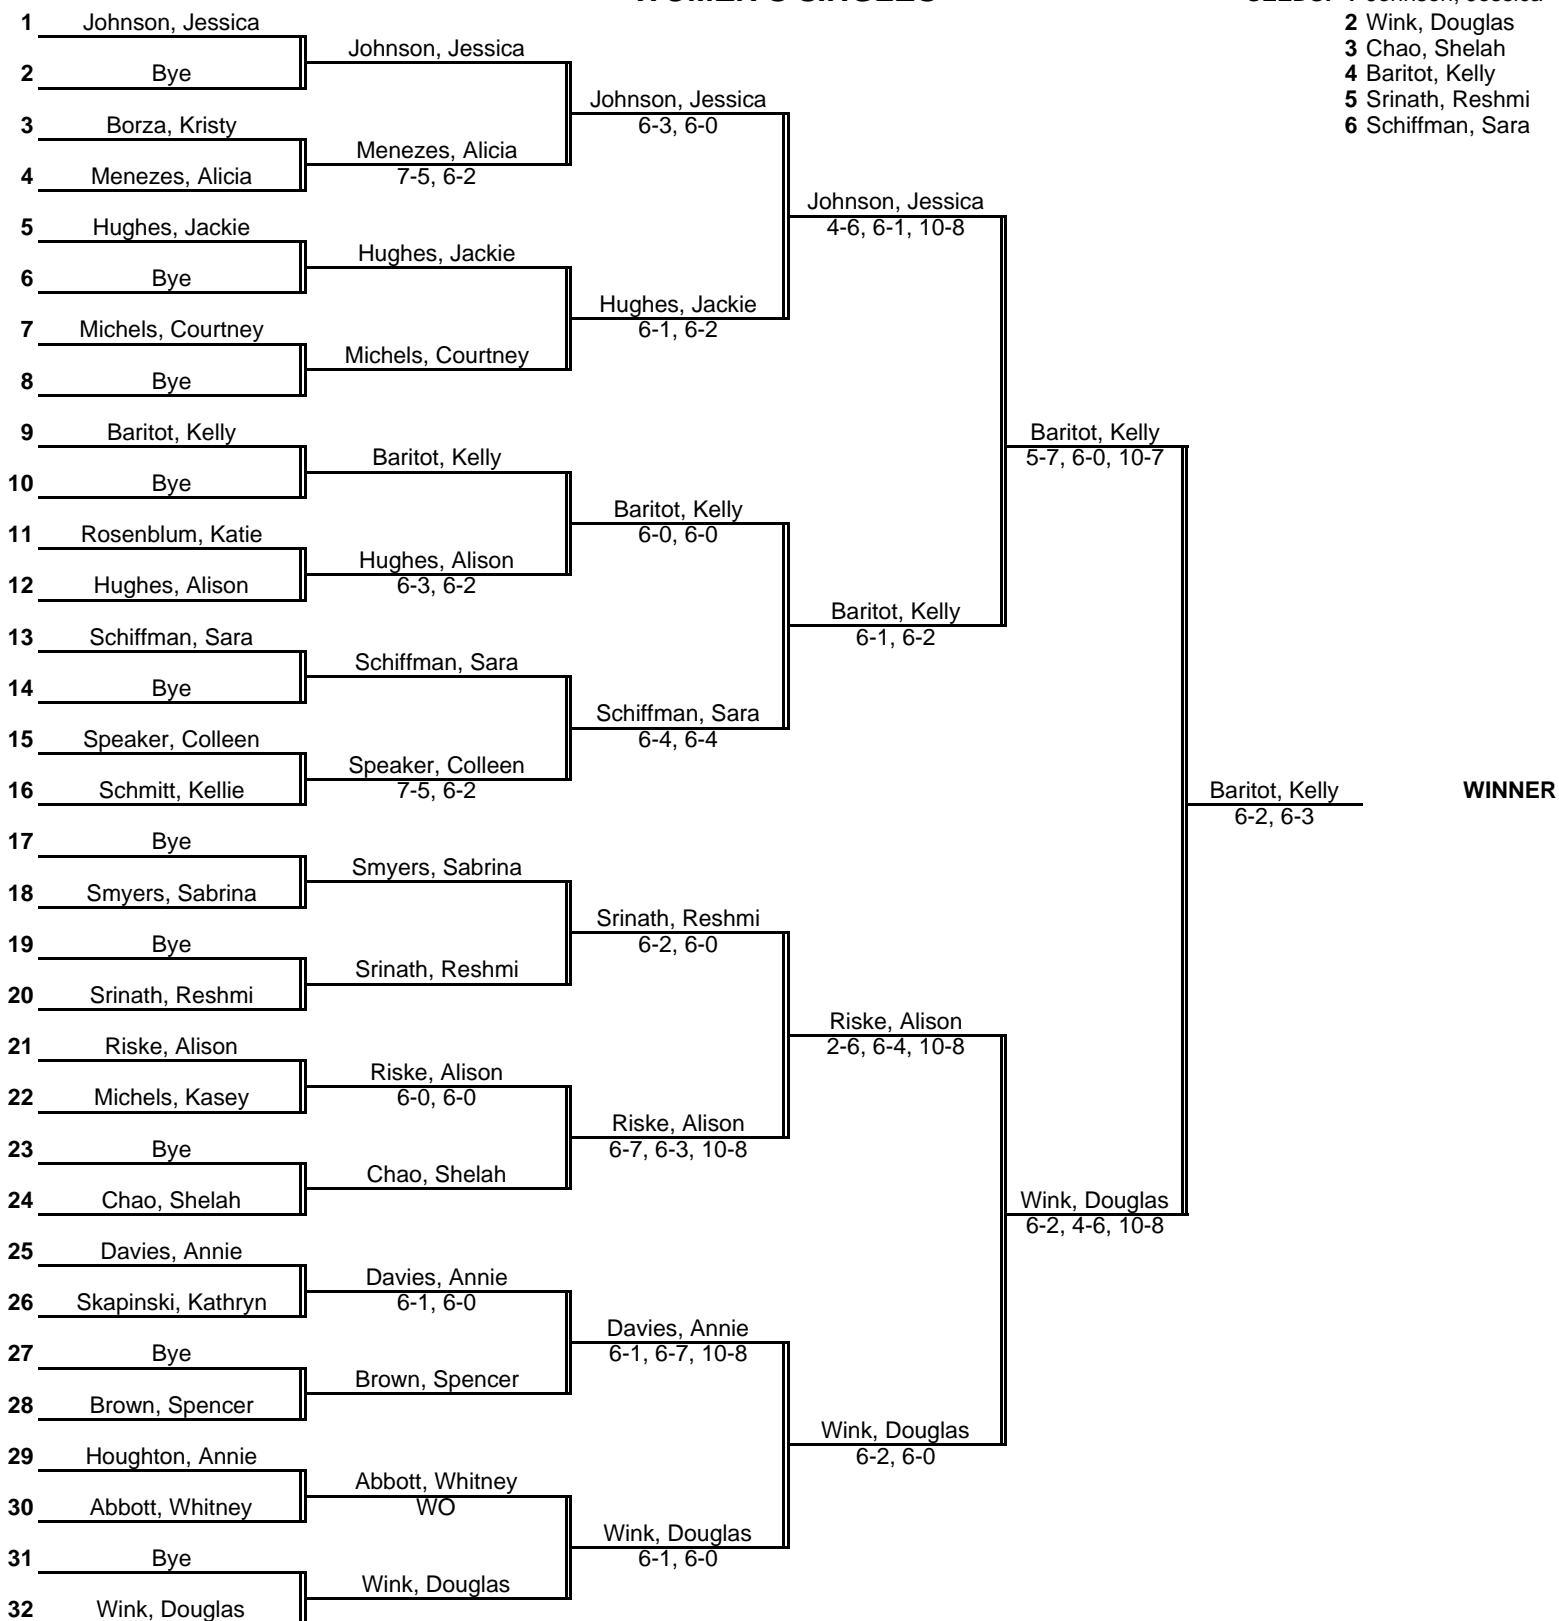 WOMEN'S SINGLES
SEEDS: 1 Johnson, Jessica
2 Wink, Douglas
3 Chao, Shelah
4 Baritot, Kelly
5 Srinath, Reshmi
6 Schiffman, Sara
1 Johnson, Jessica
2 Bye
3 Borza, Kristy
4 Menezes, Alicia
5 Hughes, Jackie
6 Bye
7 Michels, Courtney
8 Bye
9 Baritot, Kelly
10 Bye
11 Rosenblum, Katie
12 Hughes, Alison
13 Schiffman, Sara
14 Bye
15 Speaker, Colleen
16 Schmitt, Kellie
17 Bye
18 Smyers, Sabrina
19 Bye
20 Srinath, Reshmi
21 Riske, Alison
22 Michels, Kasey
23 Bye
24 Chao, Shelah
25 Davies, Annie
26 Skapinski, Kathryn
27 Bye
28 Brown, Spencer
29 Houghton, Annie
30 Abbott, Whitney
31 Bye
32 Wink, Douglas
Johnson, Jessica
Menezes, Alicia
7-5, 6-2
Hughes, Jackie
Michels, Courtney
Baritot, Kelly
Hughes, Alison
6-3, 6-2
Schiffman, Sara
Speaker, Colleen
7-5, 6-2
Smyers, Sabrina
Srinath, Reshmi
Riske, Alison
6-0, 6-0
Chao, Shelah
Davies, Annie
6-1, 6-0
Brown, Spencer
Abbott, Whitney
WO
Wink, Douglas
Johnson, Jessica
6-3, 6-0
Hughes, Jackie
6-1, 6-2
Baritot, Kelly
6-0, 6-0
Schiffman, Sara
6-4, 6-4
Srinath, Reshmi
6-2, 6-0
Riske, Alison
6-7, 6-3, 10-8
Davies, Annie
6-1, 6-7, 10-8
Wink, Douglas
6-1, 6-0
Johnson, Jessica
4-6, 6-1, 10-8
Baritot, Kelly
6-1, 6-2
Riske, Alison
2-6, 6-4, 10-8
Wink, Douglas
6-2, 6-0
Baritot, Kelly
5-7, 6-0, 10-7
Wink, Douglas
6-2, 4-6, 10-8
Baritot, Kelly
6-2, 6-3
WINNER